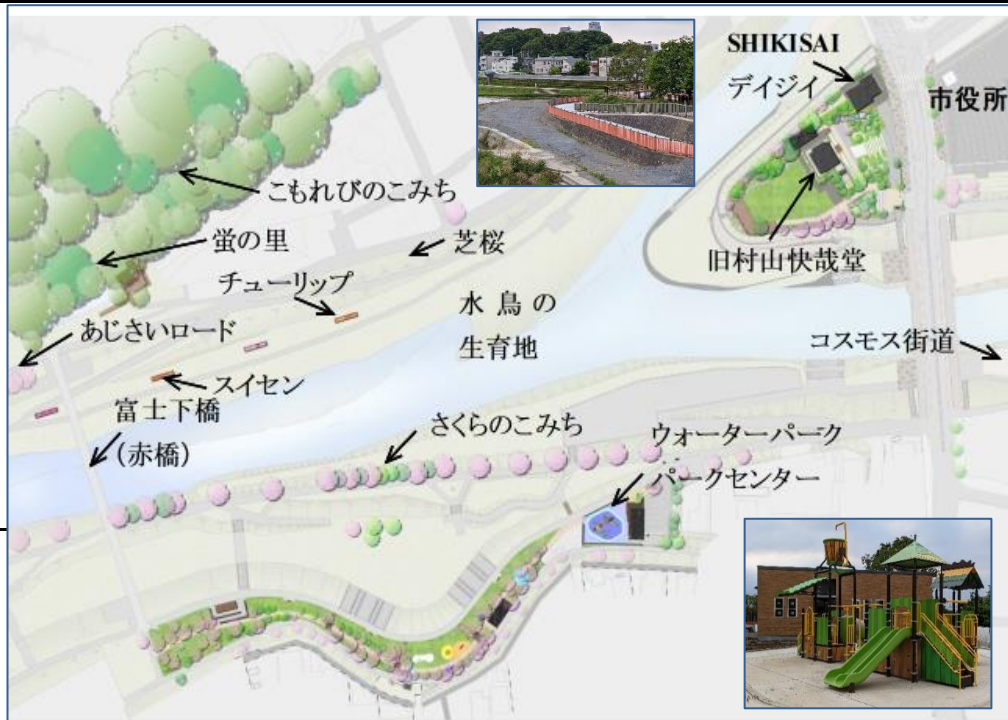 SHIKISAI
デイジイ
市役所
こもれびのこみち
蛍の里
芝桜
チューリップ
旧村山快哉堂
水鳥の
生育地
あじさいロード
コスモス街道
スイセン
富士下橋
(赤橋)
さくらのこみち
ウォーターパーク
パークセンター